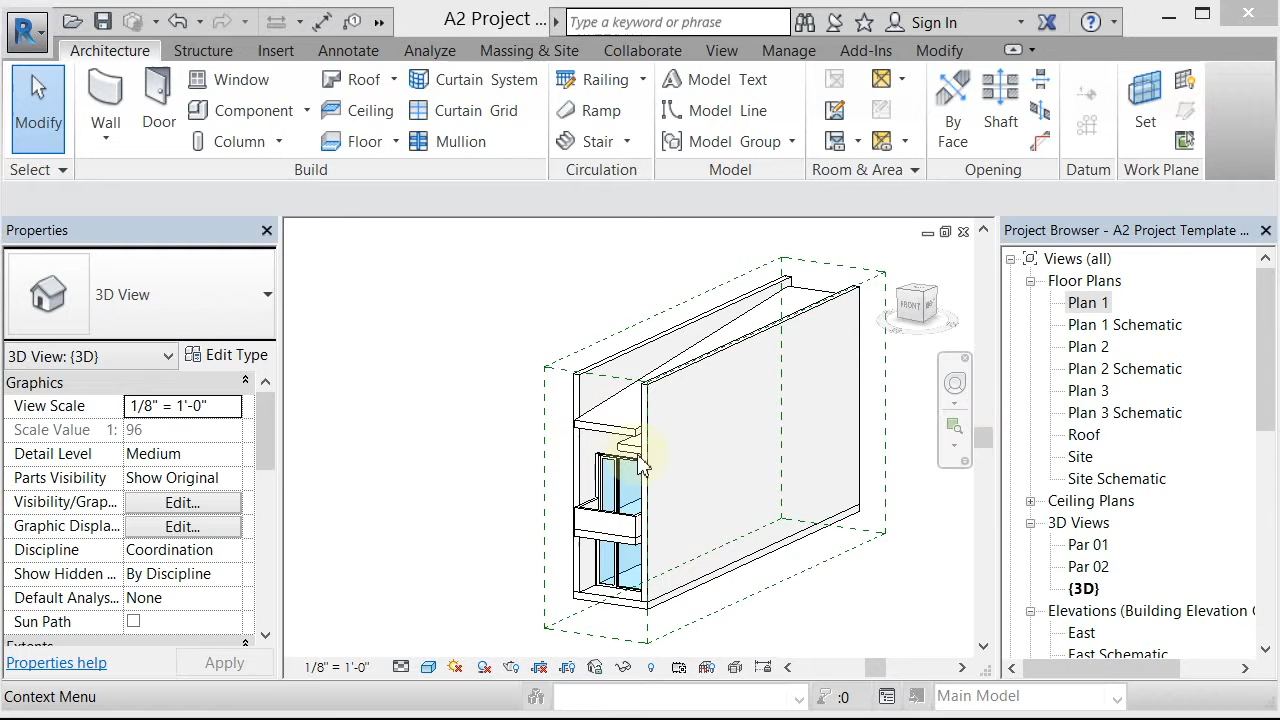 A2 Project ...
Type a keyword or phrase
Sign In
Architecture Structure Insert Annotate Analyze Massing & Site Collaborate View Manage Add-Ins Modify
Modify
Wall
Door
Window
Component
Column
Roof
Ceiling
Floor
Curtain System
Curtain Grid
Mullion
Railing
Ramp
Stair
Model Text
Model Line
Model Group
By
Face
Shaft
Set
Select
Build
Circulation
Model
Room & Area
Opening
Datum
Work Plane
Properties
3D View
3D View: {3D}
Edit Type
Graphics
View Scale 1/8" = 1'-0"
Scale Value 1: 96
Detail Level Medium
Parts Visibility Show Original
Visibility/Grap... Edit...
Graphic Displa... Edit...
Discipline Coordination
Show Hidden ... By Discipline
Default Analys... None
Sun Path
Properties help
Apply
FRONT
1/8" = 1'-0"
Project Browser - A2 Project Template ...
Views (all)
Floor Plans
Plan 1
Plan 1 Schematic
Plan 2
Plan 2 Schematic
Plan 3
Plan 3 Schematic
Roof
Site
Site Schematic
Ceiling Plans
3D Views
Par 01
Par 02
{3D}
Elevations (Building Elevation
East
East Schematic
Context Menu
:0
Main Model